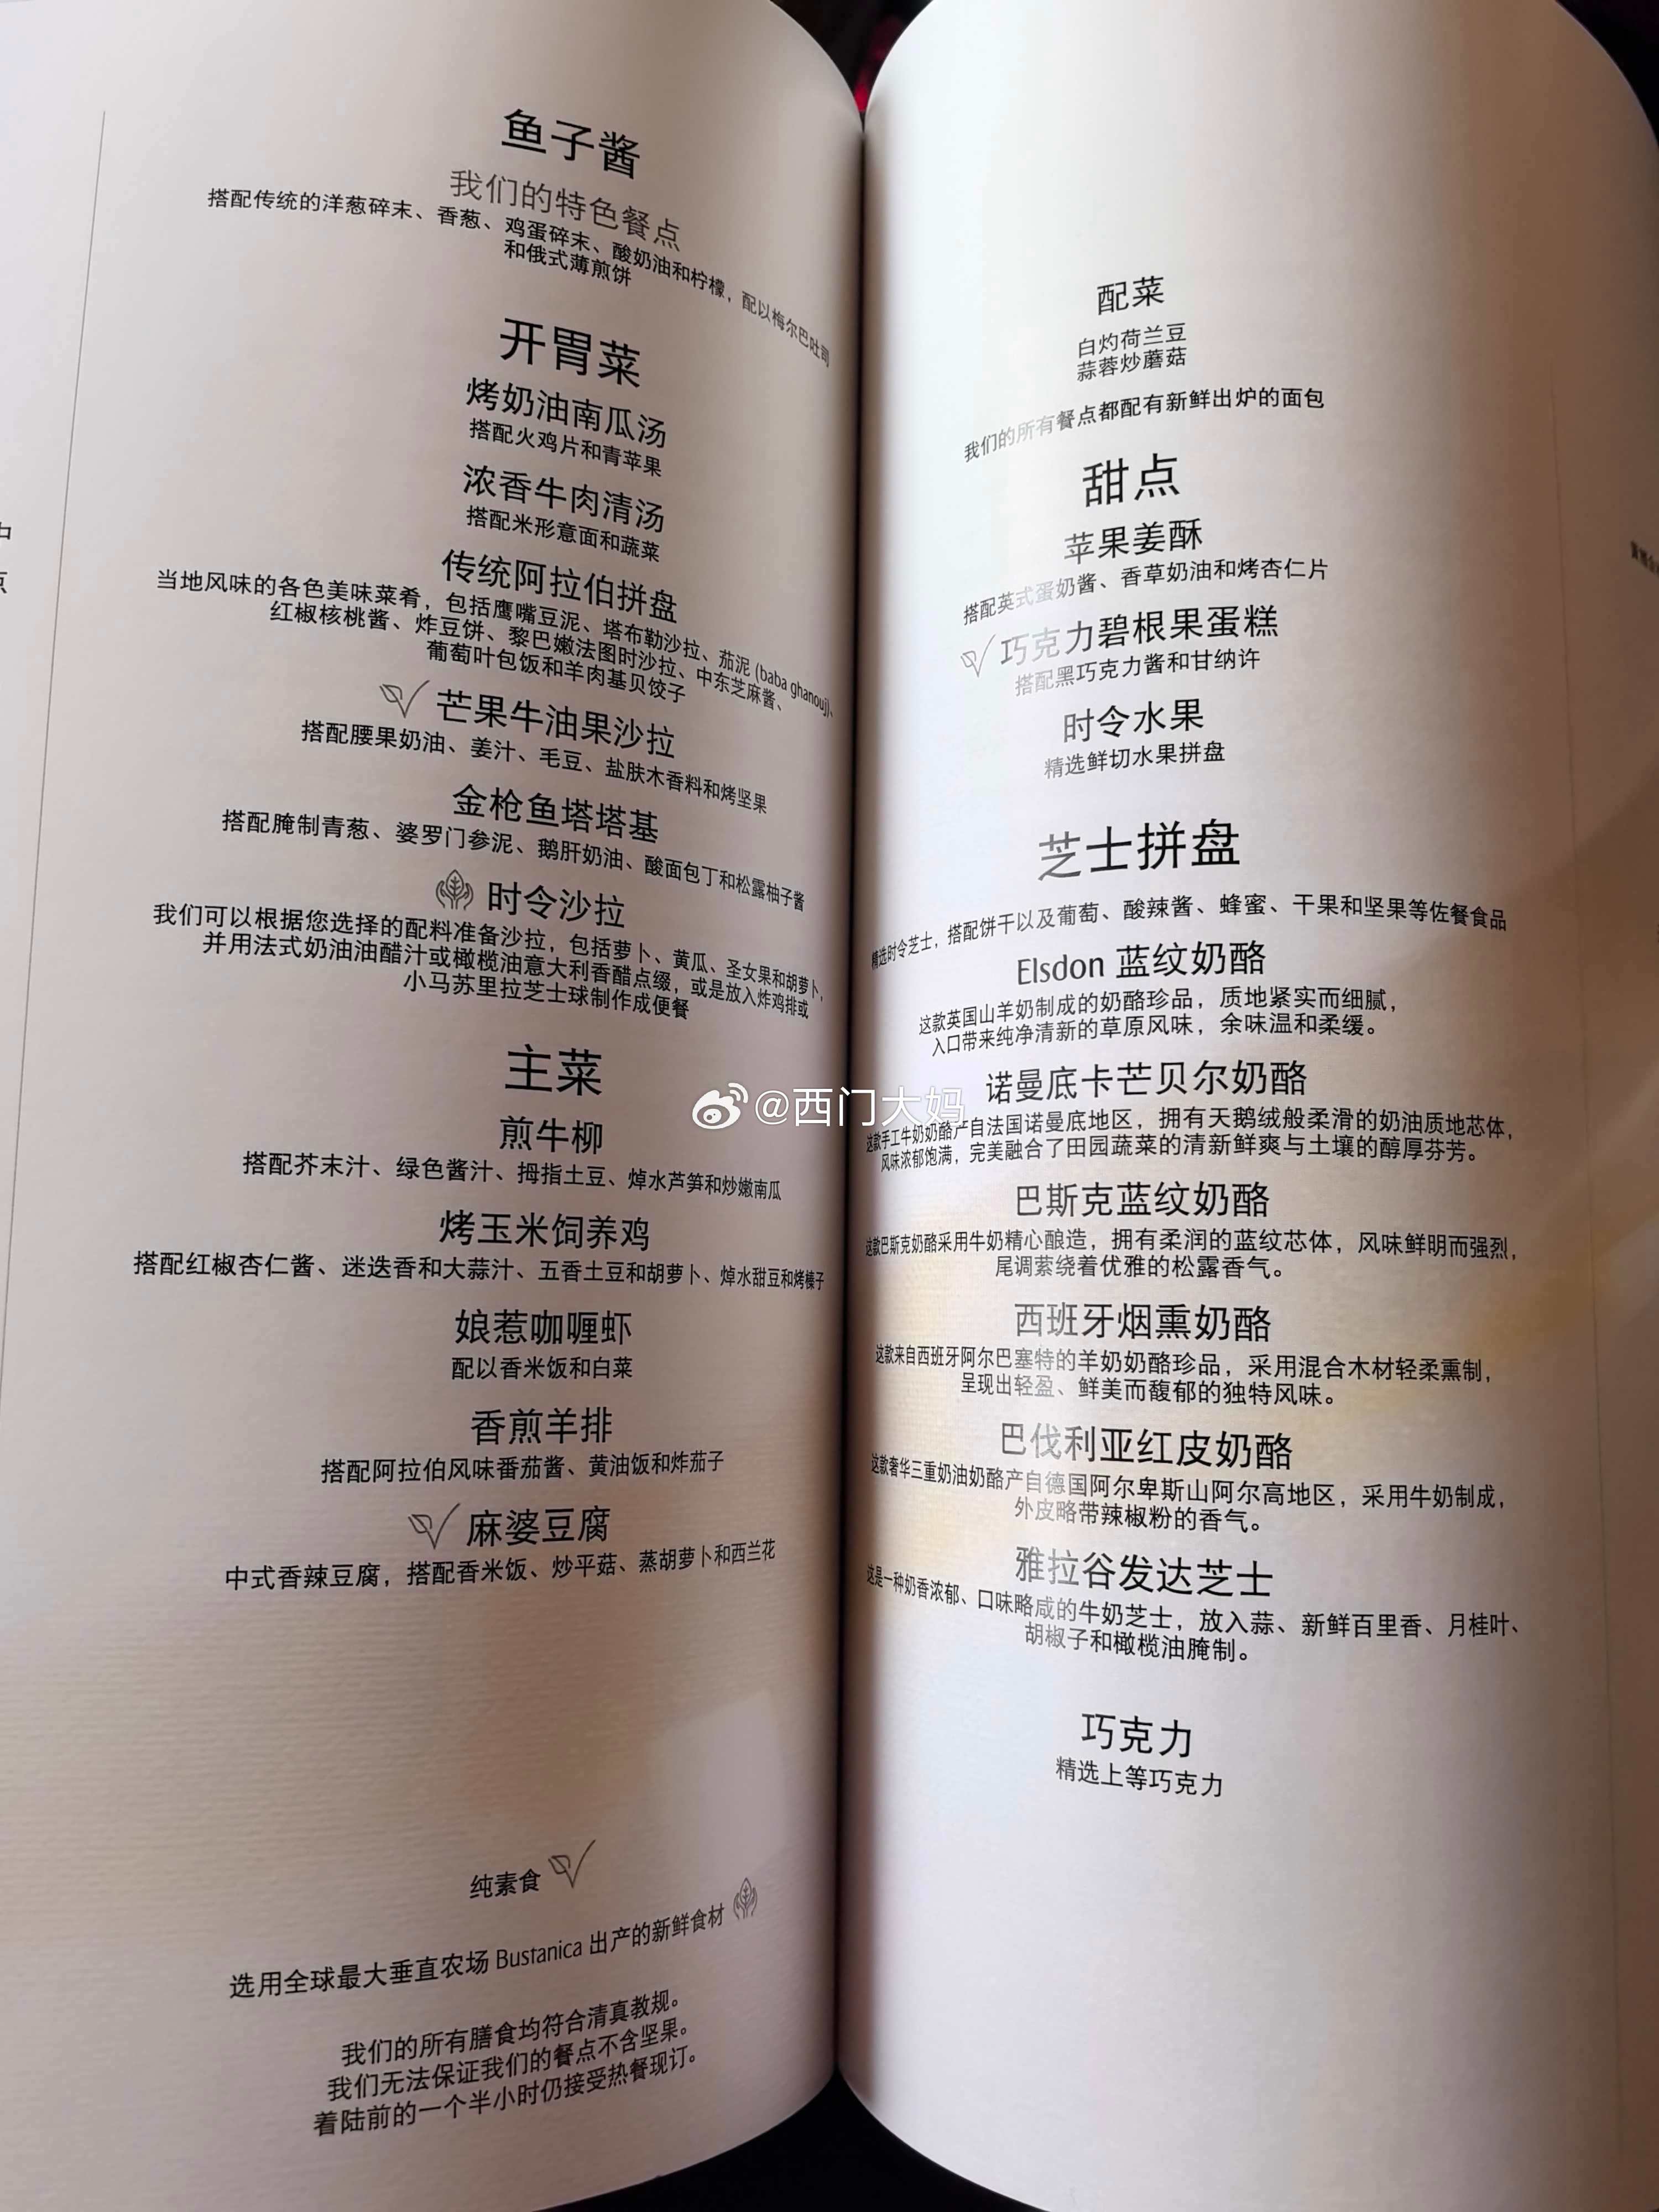 鱼子酱
我们的特色餐点
搭配传统的洋葱碎末、香葱、鸡蛋碎末、酸奶油和柠檬，配以梅尔巴吐司
和俄式薄煎饼
开胃菜
烤奶油南瓜汤
搭配火鸡片和青苹果
浓香牛肉清汤
搭配米形意面和蔬菜
传统阿拉伯拼盘
当地风味的各色美味菜肴，包括鹰嘴豆泥、塔布勒沙拉、茄泥 (baba ghanouj)、
红椒核桃酱、炸豆饼、黎巴嫩法图时沙拉、中东芝麻酱、
葡萄叶包饭和羊肉基贝饺子
芒果牛油果沙拉
搭配腰果奶油、姜汁、毛豆、盐肤木香料和烤坚果
金枪鱼塔塔基
搭配腌制青葱、婆罗门参泥、鹅肝奶油、酸面包丁和松露柚子酱
时令沙拉
我们可以根据您选择的配料准备沙拉，包括萝卜、黄瓜、圣女果和胡萝卜，
并用法式奶油油醋汁或橄榄油意大利香醋点缀，或是放入炸鸡排或
小马苏里拉芝士球制作成便餐
主菜
煎牛柳
搭配芥末汁、绿色酱汁、拇指土豆、焯水芦笋和炒嫩南瓜
烤玉米饲养鸡
搭配红椒杏仁酱、迷迭香和大蒜汁、五香土豆和胡萝卜、焯水甜豆和烤榛子
娘惹咖喱虾
配以香米饭和白菜
香煎羊排
搭配阿拉伯风味番茄酱、黄油饭和炸茄子
麻婆豆腐
中式香辣豆腐，搭配香米饭、炒平菇、蒸胡萝卜和西兰花
纯素食
选用全球最大垂直农场 Bustanica 出产的新鲜食材
我们的所有膳食均符合清真教规。
我们无法保证我们的餐点不含坚果。
着陆前的一个半小时仍接受热餐现订。
配菜
白灼荷兰豆
蒜蓉炒蘑菇
我们的所有餐点都配有新鲜出炉的面包
甜点
苹果姜酥
搭配英式蛋奶酱、香草奶油和烤杏仁片
巧克力碧根果蛋糕
搭配黑巧克力酱和甘纳许
时令水果
精选鲜切水果拼盘
芝士拼盘
精选时令芝士，搭配饼干以及葡萄、酸辣酱、蜂蜜、干果和坚果等佐餐食品
Elsdon 蓝纹奶酪
这款英国山羊奶制成的奶酪珍品，质地紧实而细腻，
入口带来纯净清新的草原风味，余味温和柔缓。
诺曼底卡芒贝尔奶酪
这款手工牛奶奶酪产自法国诺曼底地区，拥有天鹅绒般柔滑的奶油质地芯体，
风味浓郁饱满，完美融合了田园蔬菜的清新鲜爽与土壤的醇厚芬芳。
巴斯克蓝纹奶酪
这款巴斯克奶酪采用牛奶精心酿造，拥有柔润的蓝纹芯体，风味鲜明而强烈，
尾调萦绕着优雅的松露香气。
西班牙烟熏奶酪
这款来自西班牙阿尔巴塞特的羊奶奶酪珍品，采用混合木材轻柔熏制，
呈现出轻盈、鲜美而馥郁的独特风味。
巴伐利亚红皮奶酪
这款奢华三重奶油奶酪产自德国阿尔卑斯山阿尔高地区，采用牛奶制成，
外皮略带辣椒粉的香气。
雅拉谷发达芝士
这是一种奶香浓郁、口味略咸的牛奶芝士，放入蒜、新鲜百里香、月桂叶、
胡椒子和橄榄油腌制。
巧克力
精选上等巧克力
@西门大妈